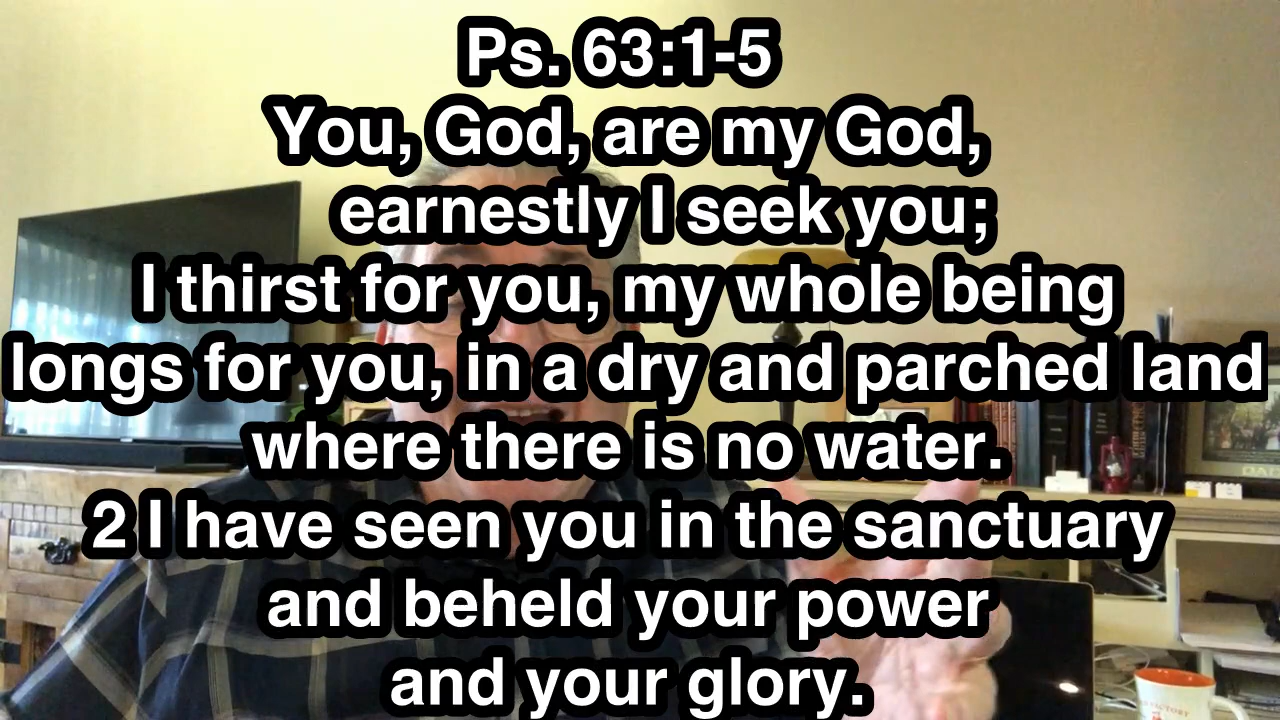 Ps. 63:1-5
You, God, are my God,
earnestly I seek you;
I thirst for you, my whole being
longs for you, in a dry and parched land
where there is no water.
2 I have seen you in the sanctuary
and beheld your power
and your glory.